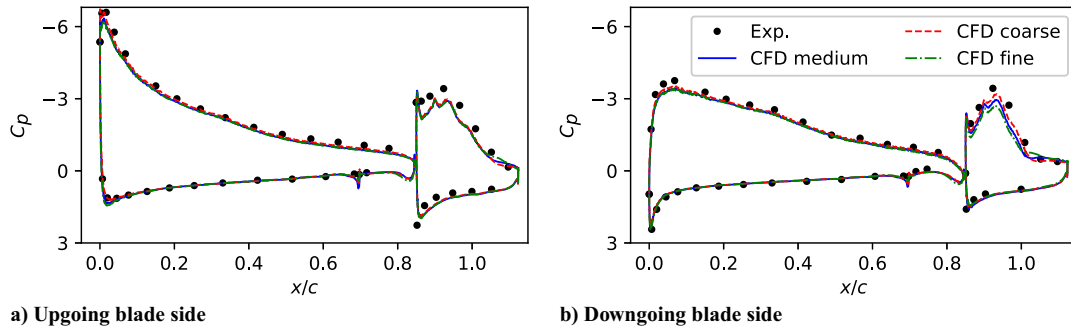 −6
−3
0
3
Cp
0.0 0.2 0.4 0.6 0.8 1.0
x/c
a) Upgoing blade side
−6
−3
0
3
Cp
Exp.
CFD medium
CFD coarse
CFD fine
0.0 0.2 0.4 0.6 0.8 1.0
x/c
b) Downgoing blade side